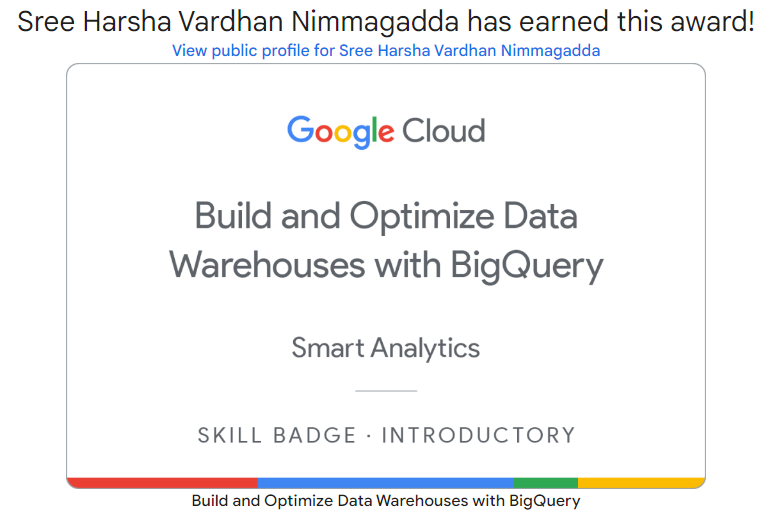 Sree Harsha Vardhan Nimmagadda has earned this award!
View public profile for Sree Harsha Vardhan Nimmagadda
Google Cloud
Build and Optimize Data
Warehouses with BigQuery
Smart Analytics
SKILL BADGE · INTRODUCTORY
Build and Optimize Data Warehouses with BigQuery